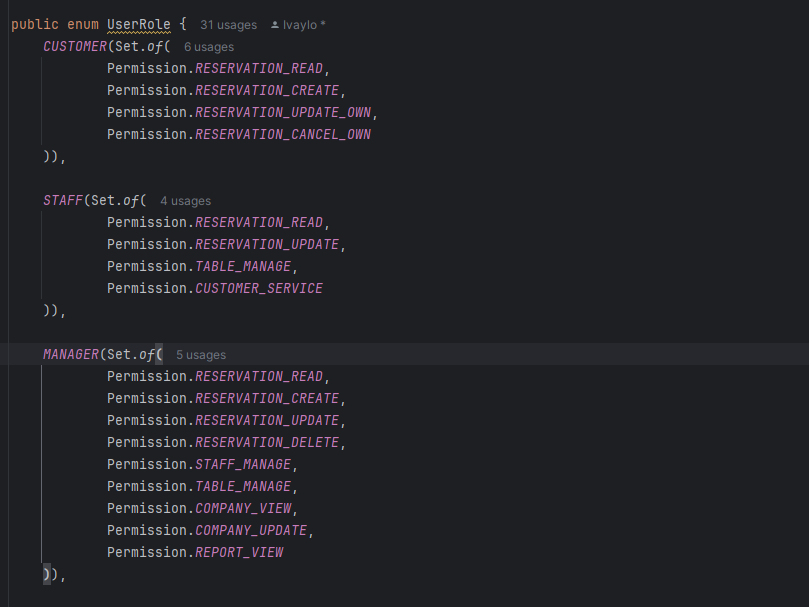 public enum UserRole {  31 usages  Ivaylo *
CUSTOMER(Set.of(  6 usages
Permission.RESERVATION_READ,
Permission.RESERVATION_CREATE,
Permission.RESERVATION_UPDATE_OWN,
Permission.RESERVATION_CANCEL_OWN
)),
STAFF(Set.of(  4 usages
Permission.RESERVATION_READ,
Permission.RESERVATION_UPDATE,
Permission.TABLE_MANAGE,
Permission.CUSTOMER_SERVICE
)),
MANAGER(Set.of(  5 usages
Permission.RESERVATION_READ,
Permission.RESERVATION_CREATE,
Permission.RESERVATION_UPDATE,
Permission.RESERVATION_DELETE,
Permission.STAFF_MANAGE,
Permission.TABLE_MANAGE,
Permission.COMPANY_VIEW,
Permission.COMPANY_UPDATE,
Permission.REPORT_VIEW
)),